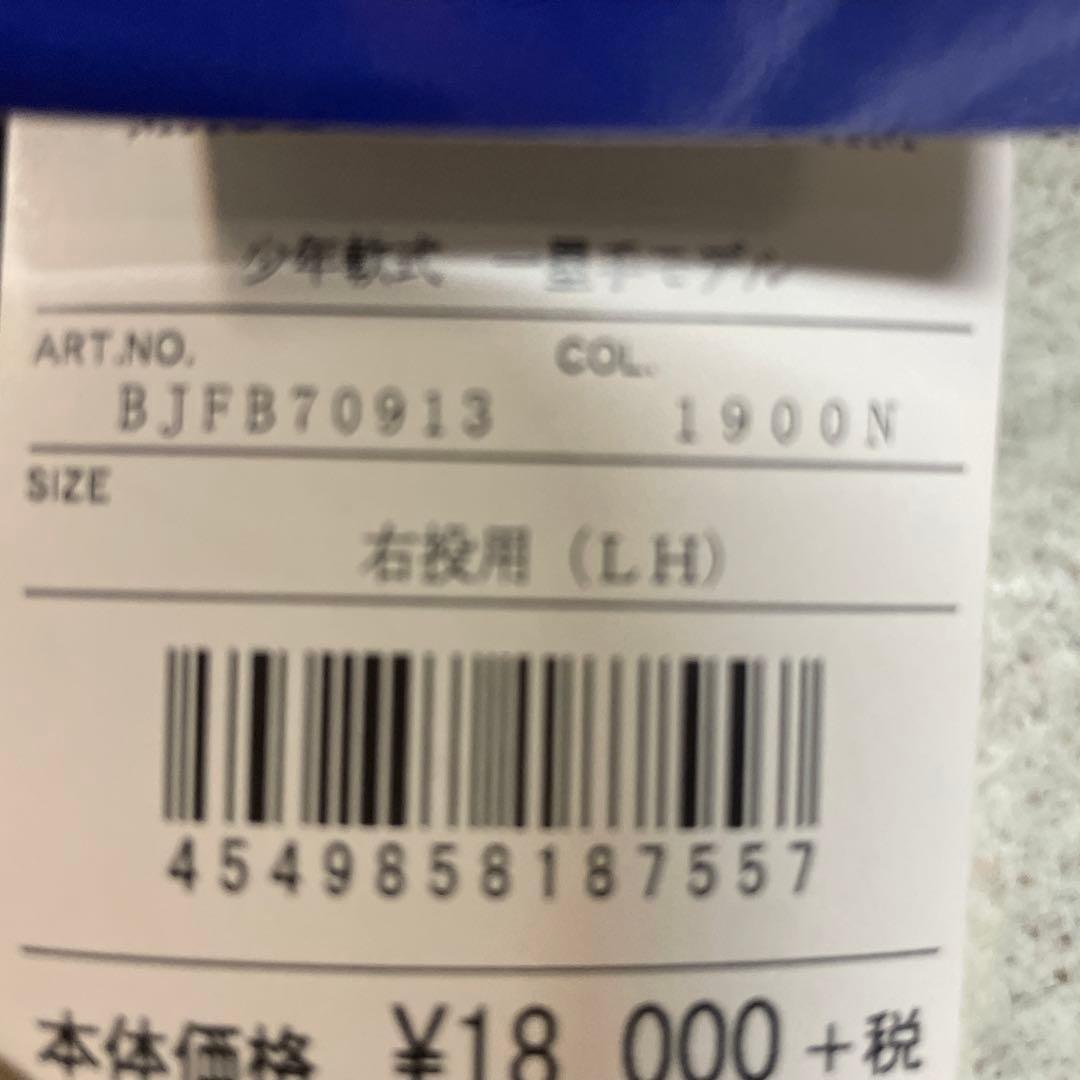 少年軟式 一塁手モデル
ART.NO. COL.
BJFB70913 1900N
SIZE
右投用（LH）
4549858187557
本体価格 ¥18 000+税